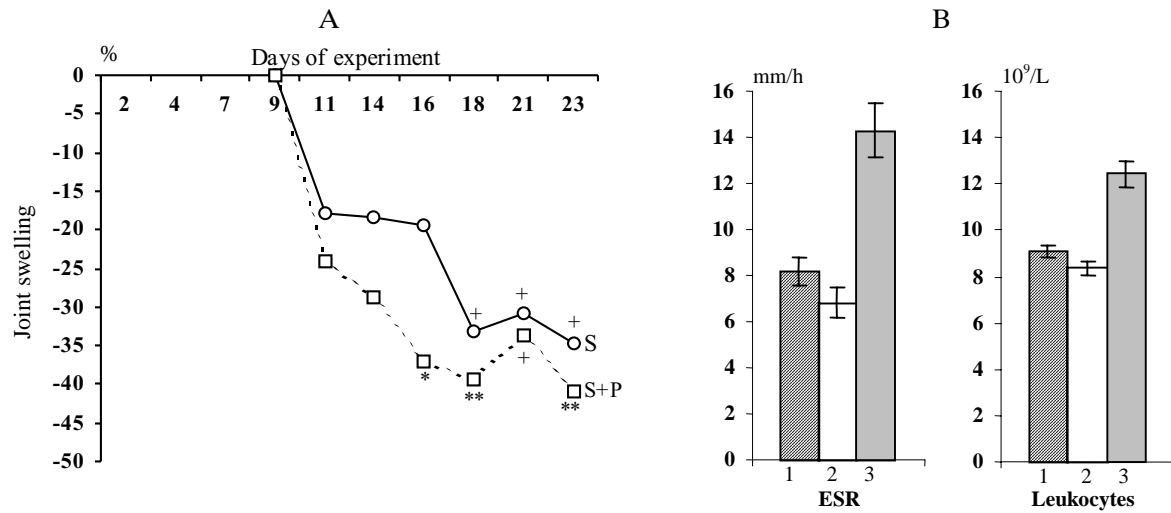 A
% Days of experiment
0
2 4 7 9 11 14 16 18 21 23
-5
-10
-15
-20
-25
-30
-35
-40
-45
-50
Joint swelling
+ + +
S
+
* ** **
S+P
B
mm/h
16
14
12
10
8
6
4
2
0
1 2 3
ESR
10⁹/L
16
14
12
10
8
6
4
2
0
1 2 3
Leukocytes